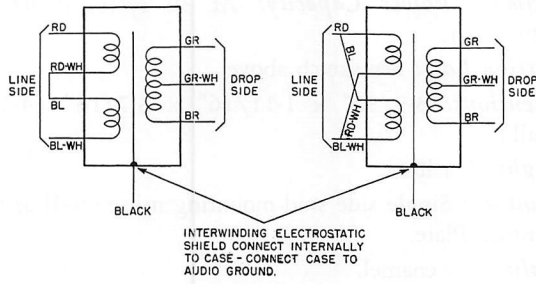 RD
GR
RD-WH
LINE SIDE
GR-WH
DROP SIDE
BL
BR
BL-WH
BLACK
RD
BL
GR
LINE SIDE
GR-WH
DROP SIDE
RD-WH
BR
BL-WH
BLACK
INTERWINDING ELECTROSTATIC
SHIELD CONNECT INTERNALLY
TO CASE - CONNECT CASE TO
AUDIO GROUND.